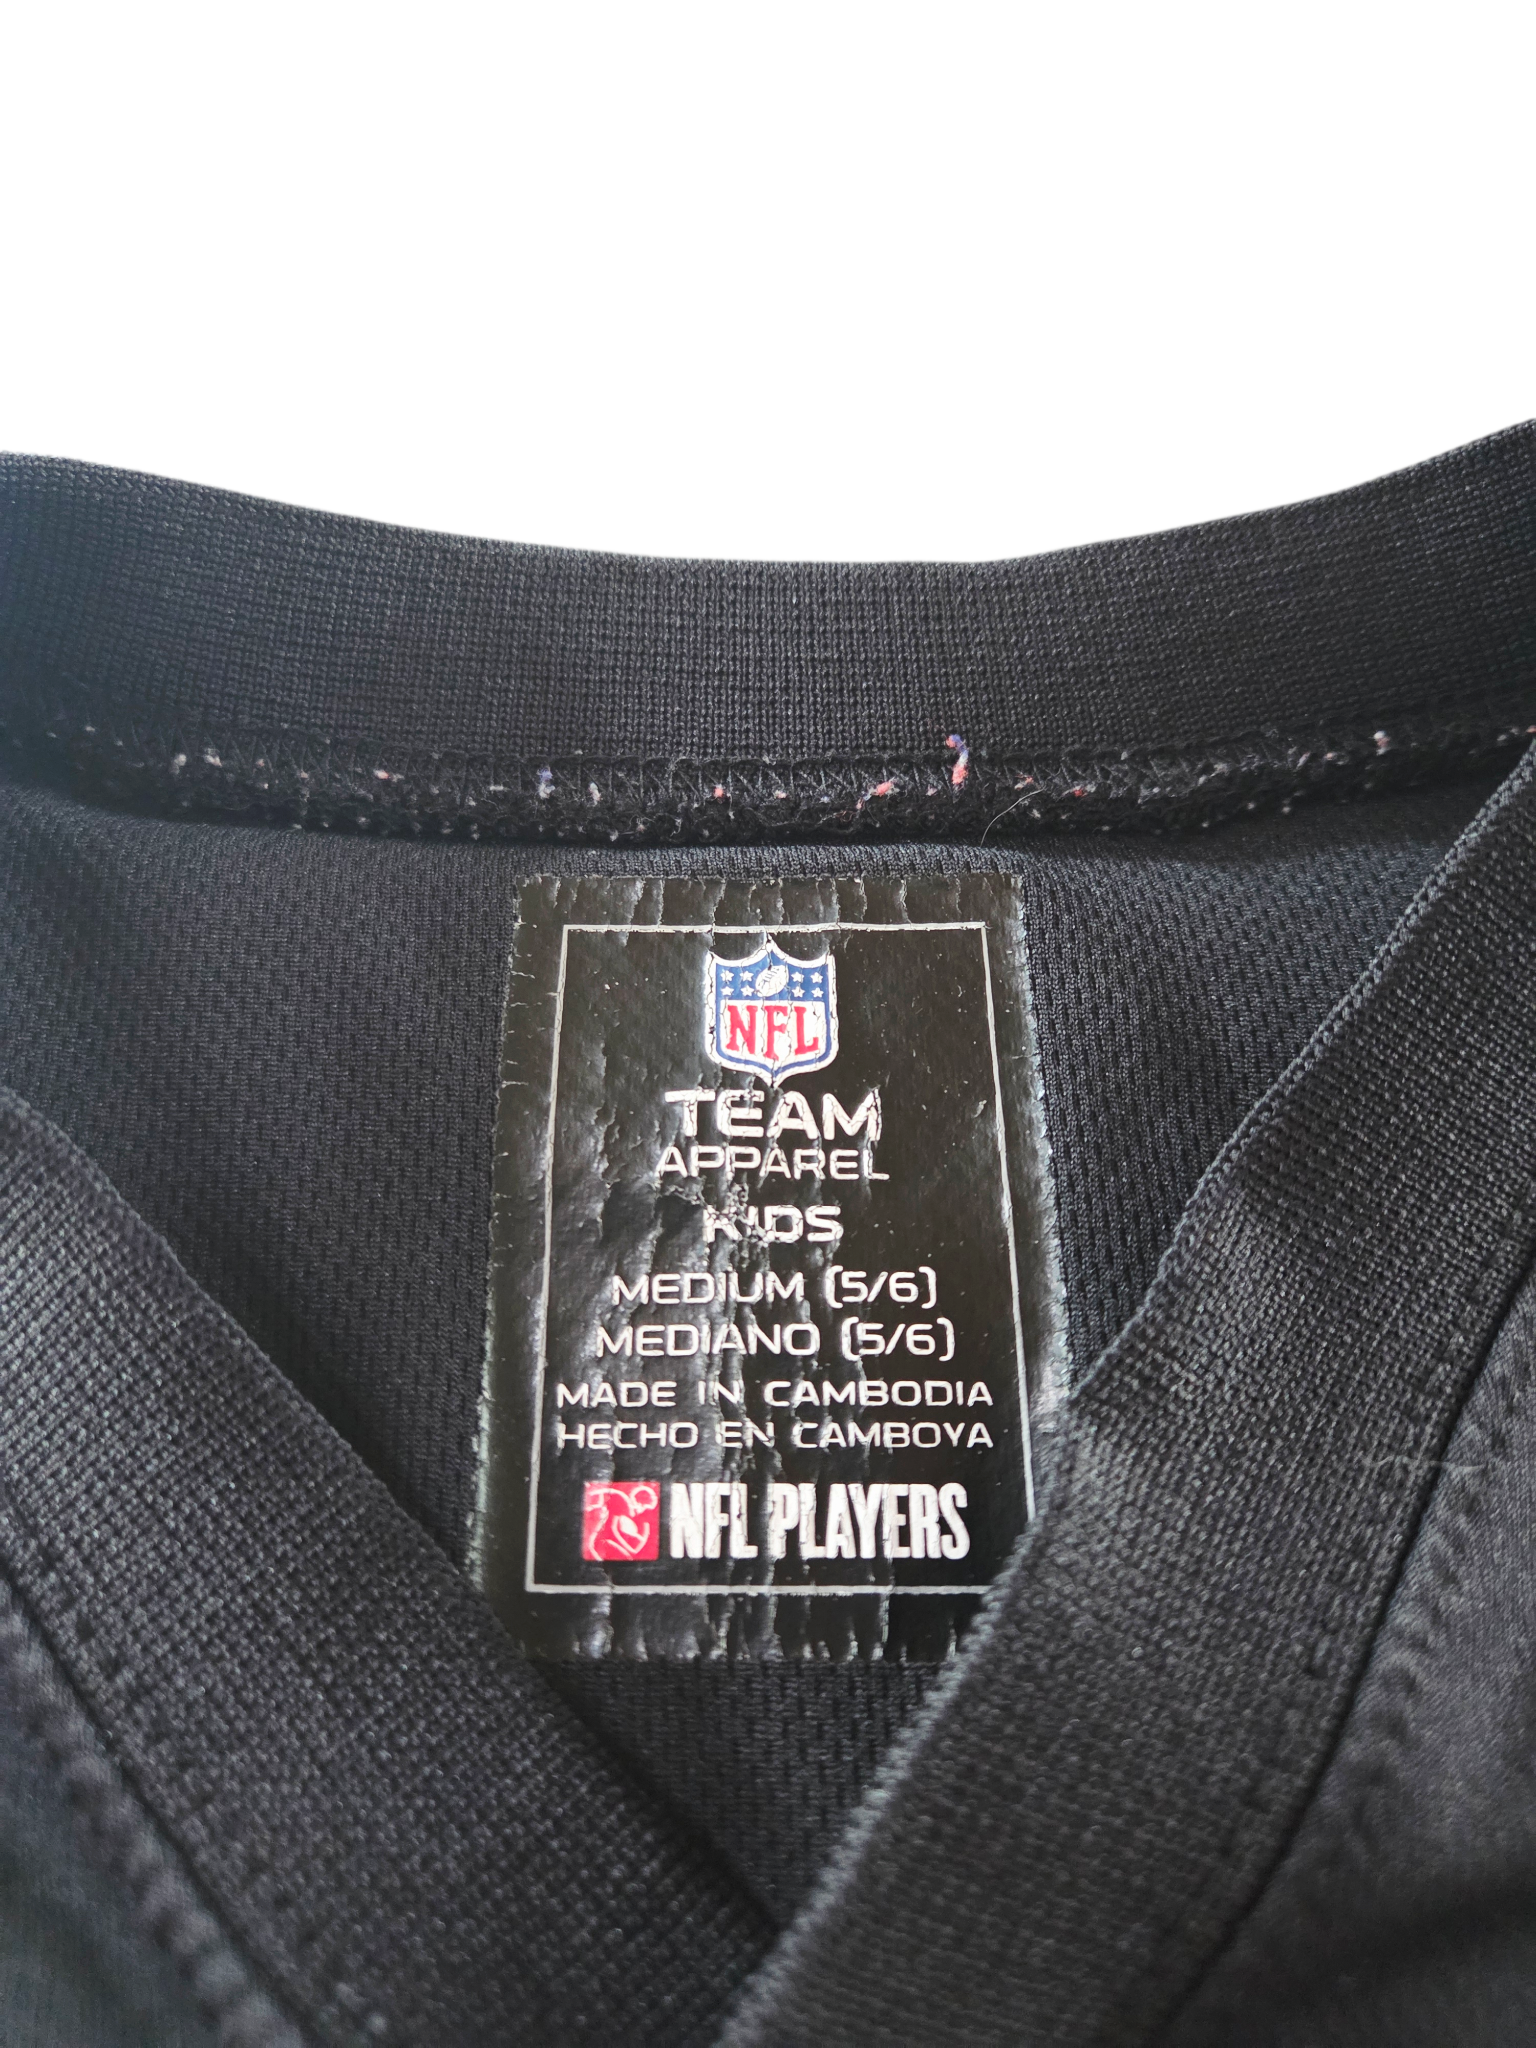 NFL
TEAM
APPAREL
KIDS
MEDIUM (5/6)
MEDIANO (5/6)
MADE IN CAMBODIA
HECHO EN CAMBOYA
NFL PLAYERS